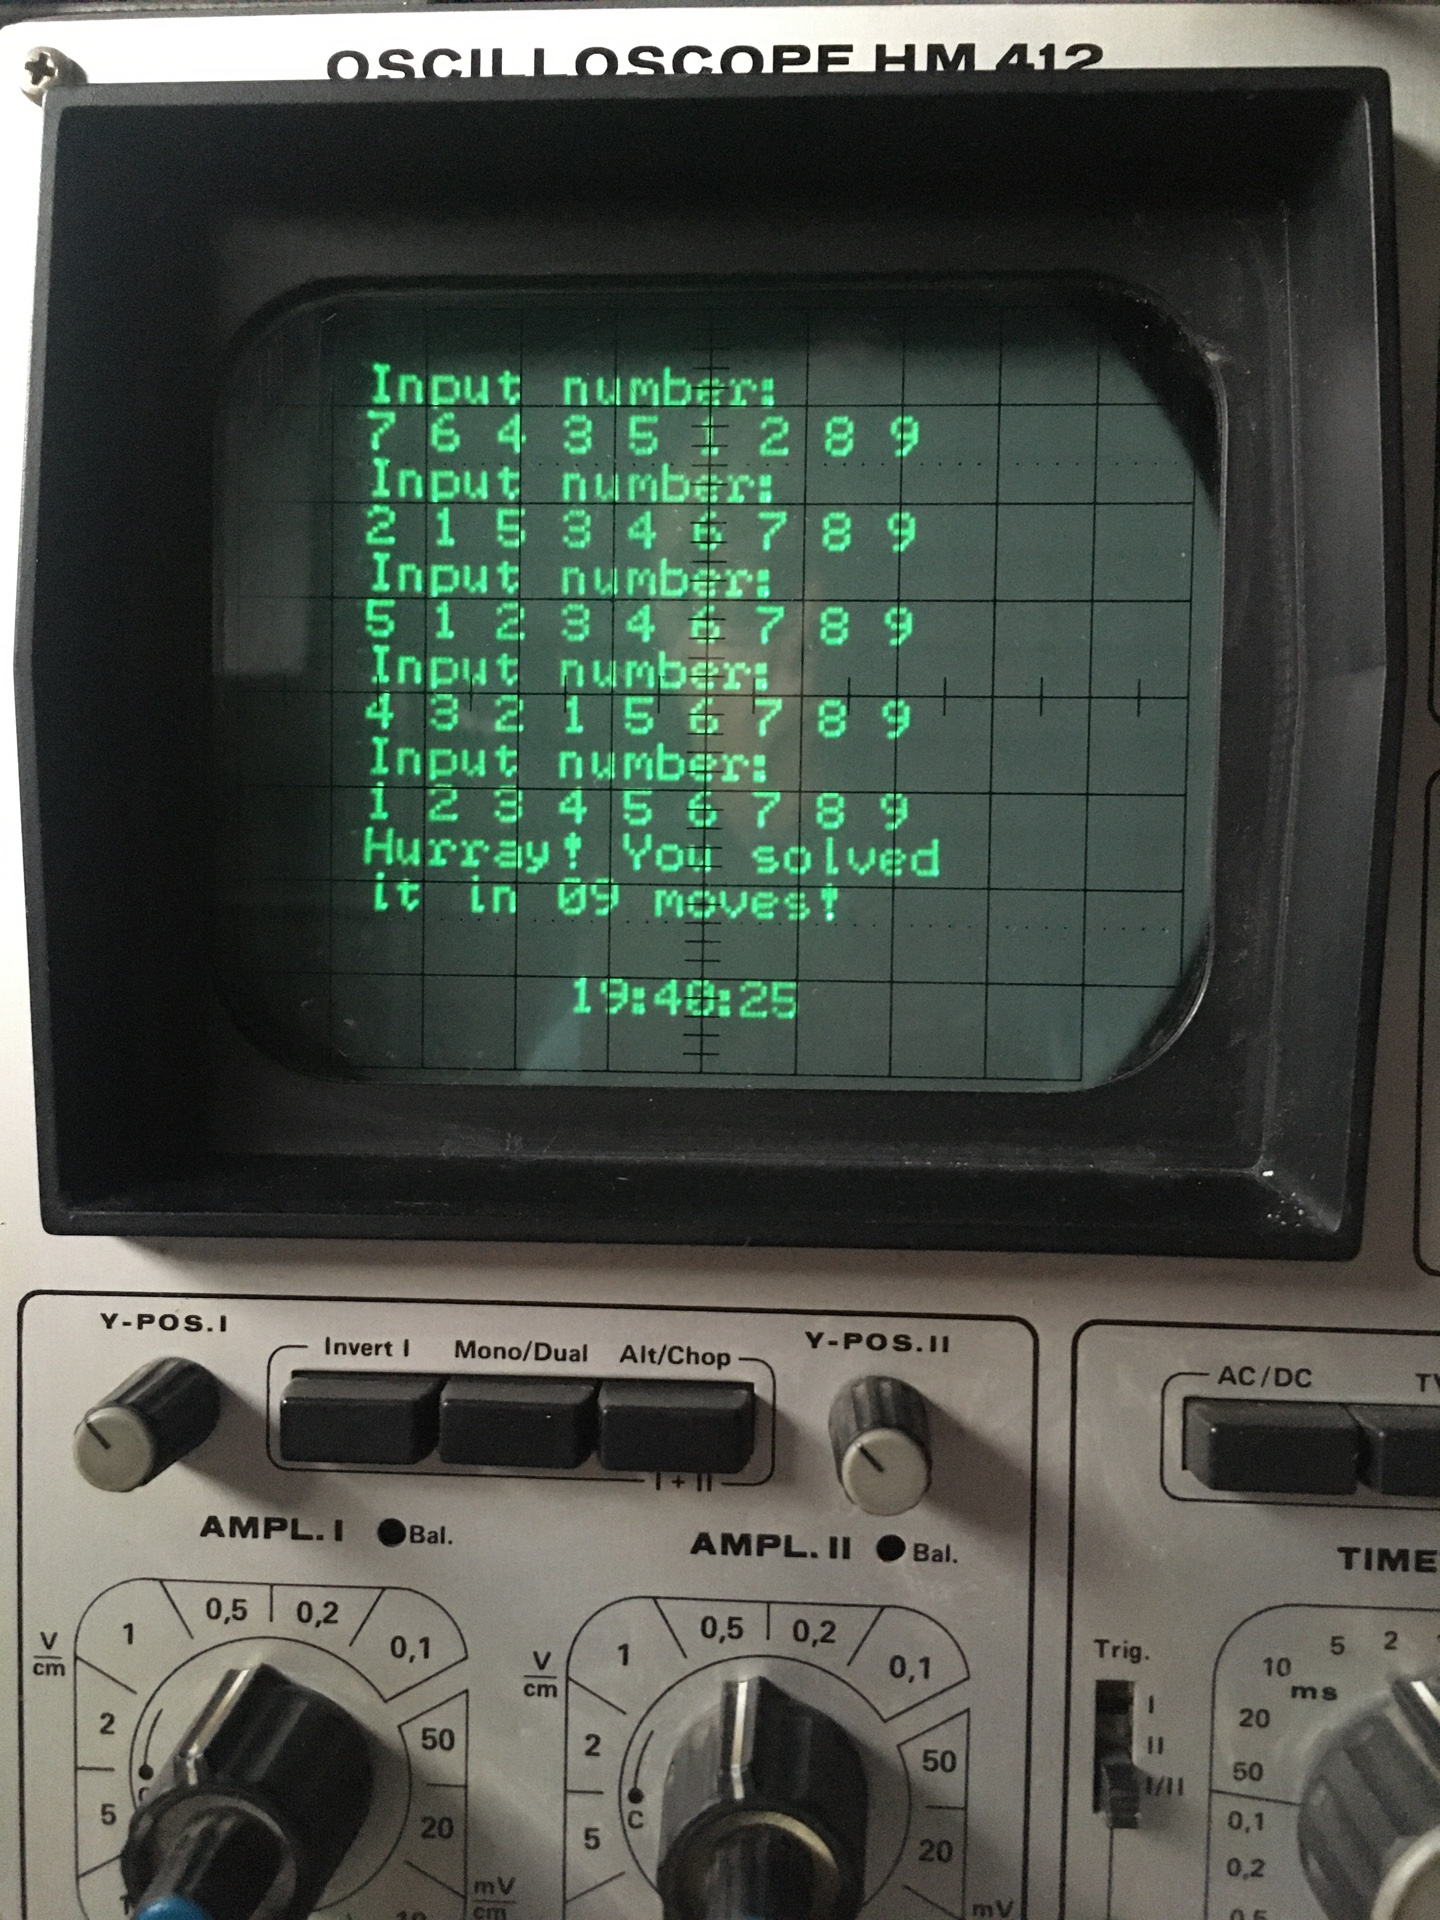 OSCILLOSCOPE HM 412
Input number:
7 6 4 3 5 1 2 8 9
Input number:
2 1 5 3 4 6 7 8 9
Input number:
5 1 2 3 4 6 7 8 9
Input number:
4 3 2 1 5 6 7 8 9
Input number:
1 2 3 4 5 6 7 8 9
Hurray! You solved
it in 09 moves!
19:40:25
Y-POS.I
Invert I Mono/Dual Alt/Chop
I + II
Y-POS.II
AC/DC
AMPL. I Bal.
AMPL. II Bal.
TIME
V/cm
5 2 1 0,5 0,2 0,1 50 20
mV/cm
V/cm
C
5 2 1 0,5 0,2 0,1 50 20
mV
Trig.
I
II
I/II
2
5
10
ms
20
50
0,1
0,2
0,5